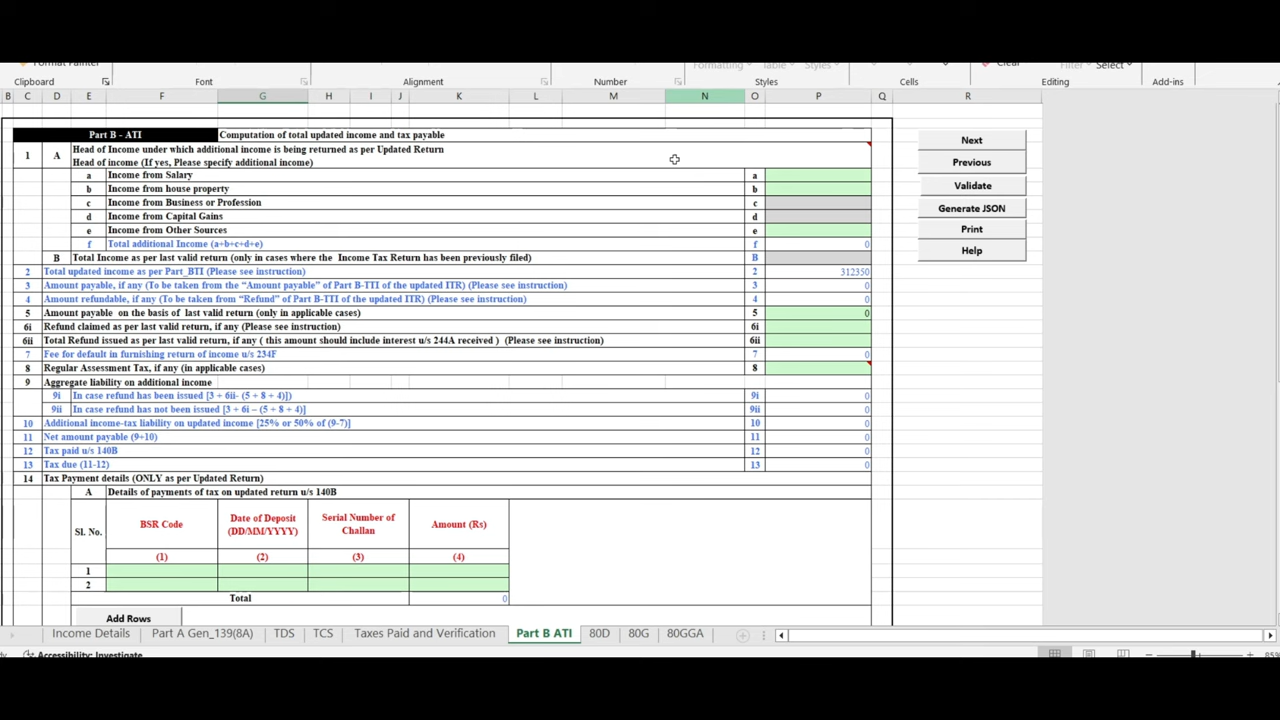 Format Painter
Formatting Table Styles
Clear
Filter Select
Clipboard Font Alignment Number Styles Cells Editing Add-ins
B C D E F G H I J K L M N O P Q R
Part B - ATI Computation of total updated income and tax payable
1 A Head of Income under which additional income is being returned as per Updated Return
Head of income (If yes, Please specify additional income)
a Income from Salary a
b Income from house property b
c Income from Business or Profession c
d Income from Capital Gains d
e Income from Other Sources e
f Total additional Income (a+b+c+d+e) f 0
B Total Income as per last valid return (only in cases where the Income Tax Return has been previously filed) B
2 Total updated income as per Part_BTI (Please see instruction) 2 312350
3 Amount payable, if any (To be taken from the “Amount payable” of Part B-TTI of the updated ITR) (Please see instruction) 3 0
4 Amount refundable, if any (To be taken from “Refund” of Part B-TTI of the updated ITR) (Please see instruction) 4 0
5 Amount payable on the basis of last valid return (only in applicable cases) 5 0
6i Refund claimed as per last valid return, if any (Please see instruction) 6i
6ii Total Refund issued as per last valid return, if any ( this amount should include interest u/s 244A received ) (Please see instruction) 6ii
7 Fee for default in furnishing return of income u/s 234F 7 0
8 Regular Assessment Tax, if any (in applicable cases) 8
9 Aggregate liability on additional income
9i In case refund has been issued [3 + 6ii- (5 + 8 + 4)]) 9i 0
9ii In case refund has not been issued [3 + 6i – (5 + 8 + 4)] 9ii 0
10 Additional income-tax liability on updated income [25% or 50% of (9-7)] 10 0
11 Net amount payable (9+10) 11 0
12 Tax paid u/s 140B 12 0
13 Tax due (11-12) 13 0
14 Tax Payment details (ONLY as per Updated Return)
A Details of payments of tax on updated return u/s 140B
Sl. No. BSR Code Date of Deposit (DD/MM/YYYY) Serial Number of Challan Amount (Rs)
(1) (2) (3) (4)
1
2
Total 0
Add Rows
Next
Previous
Validate
Generate JSON
Print
Help
Income Details Part A Gen_139(8A) TDS TCS Taxes Paid and Verification Part B ATI 80D 80G 80GGA
Accessibility: Investigate
85%